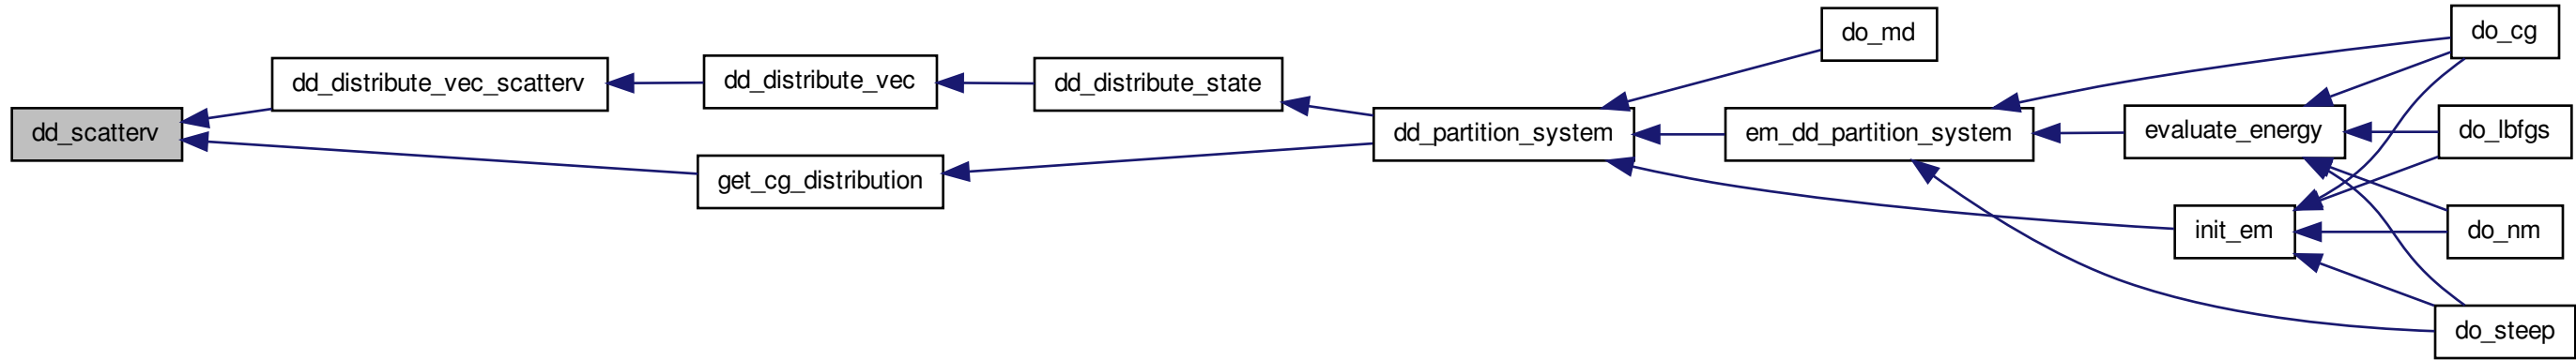 dd_scatterv
dd_distribute_vec_scatterv
get_cg_distribution
dd_distribute_vec
dd_distribute_state
dd_partition_system
do_md
em_dd_partition_system
evaluate_energy
init_em
do_cg
do_lbfgs
do_nm
do_steep